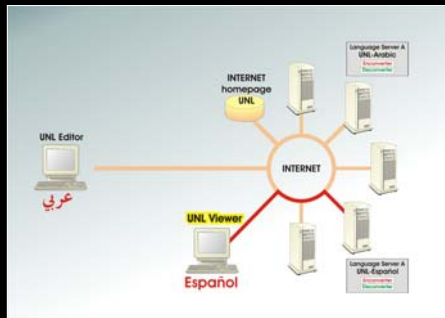 Language Server A
UNL-Arabic
Enconverter
Deconverter
INTERNET
homepage
UNL
UNL Editor
عربي
INTERNET
UNL Viewer
Español
Language Server A
UNL-Español
Enconverter
Deconverter